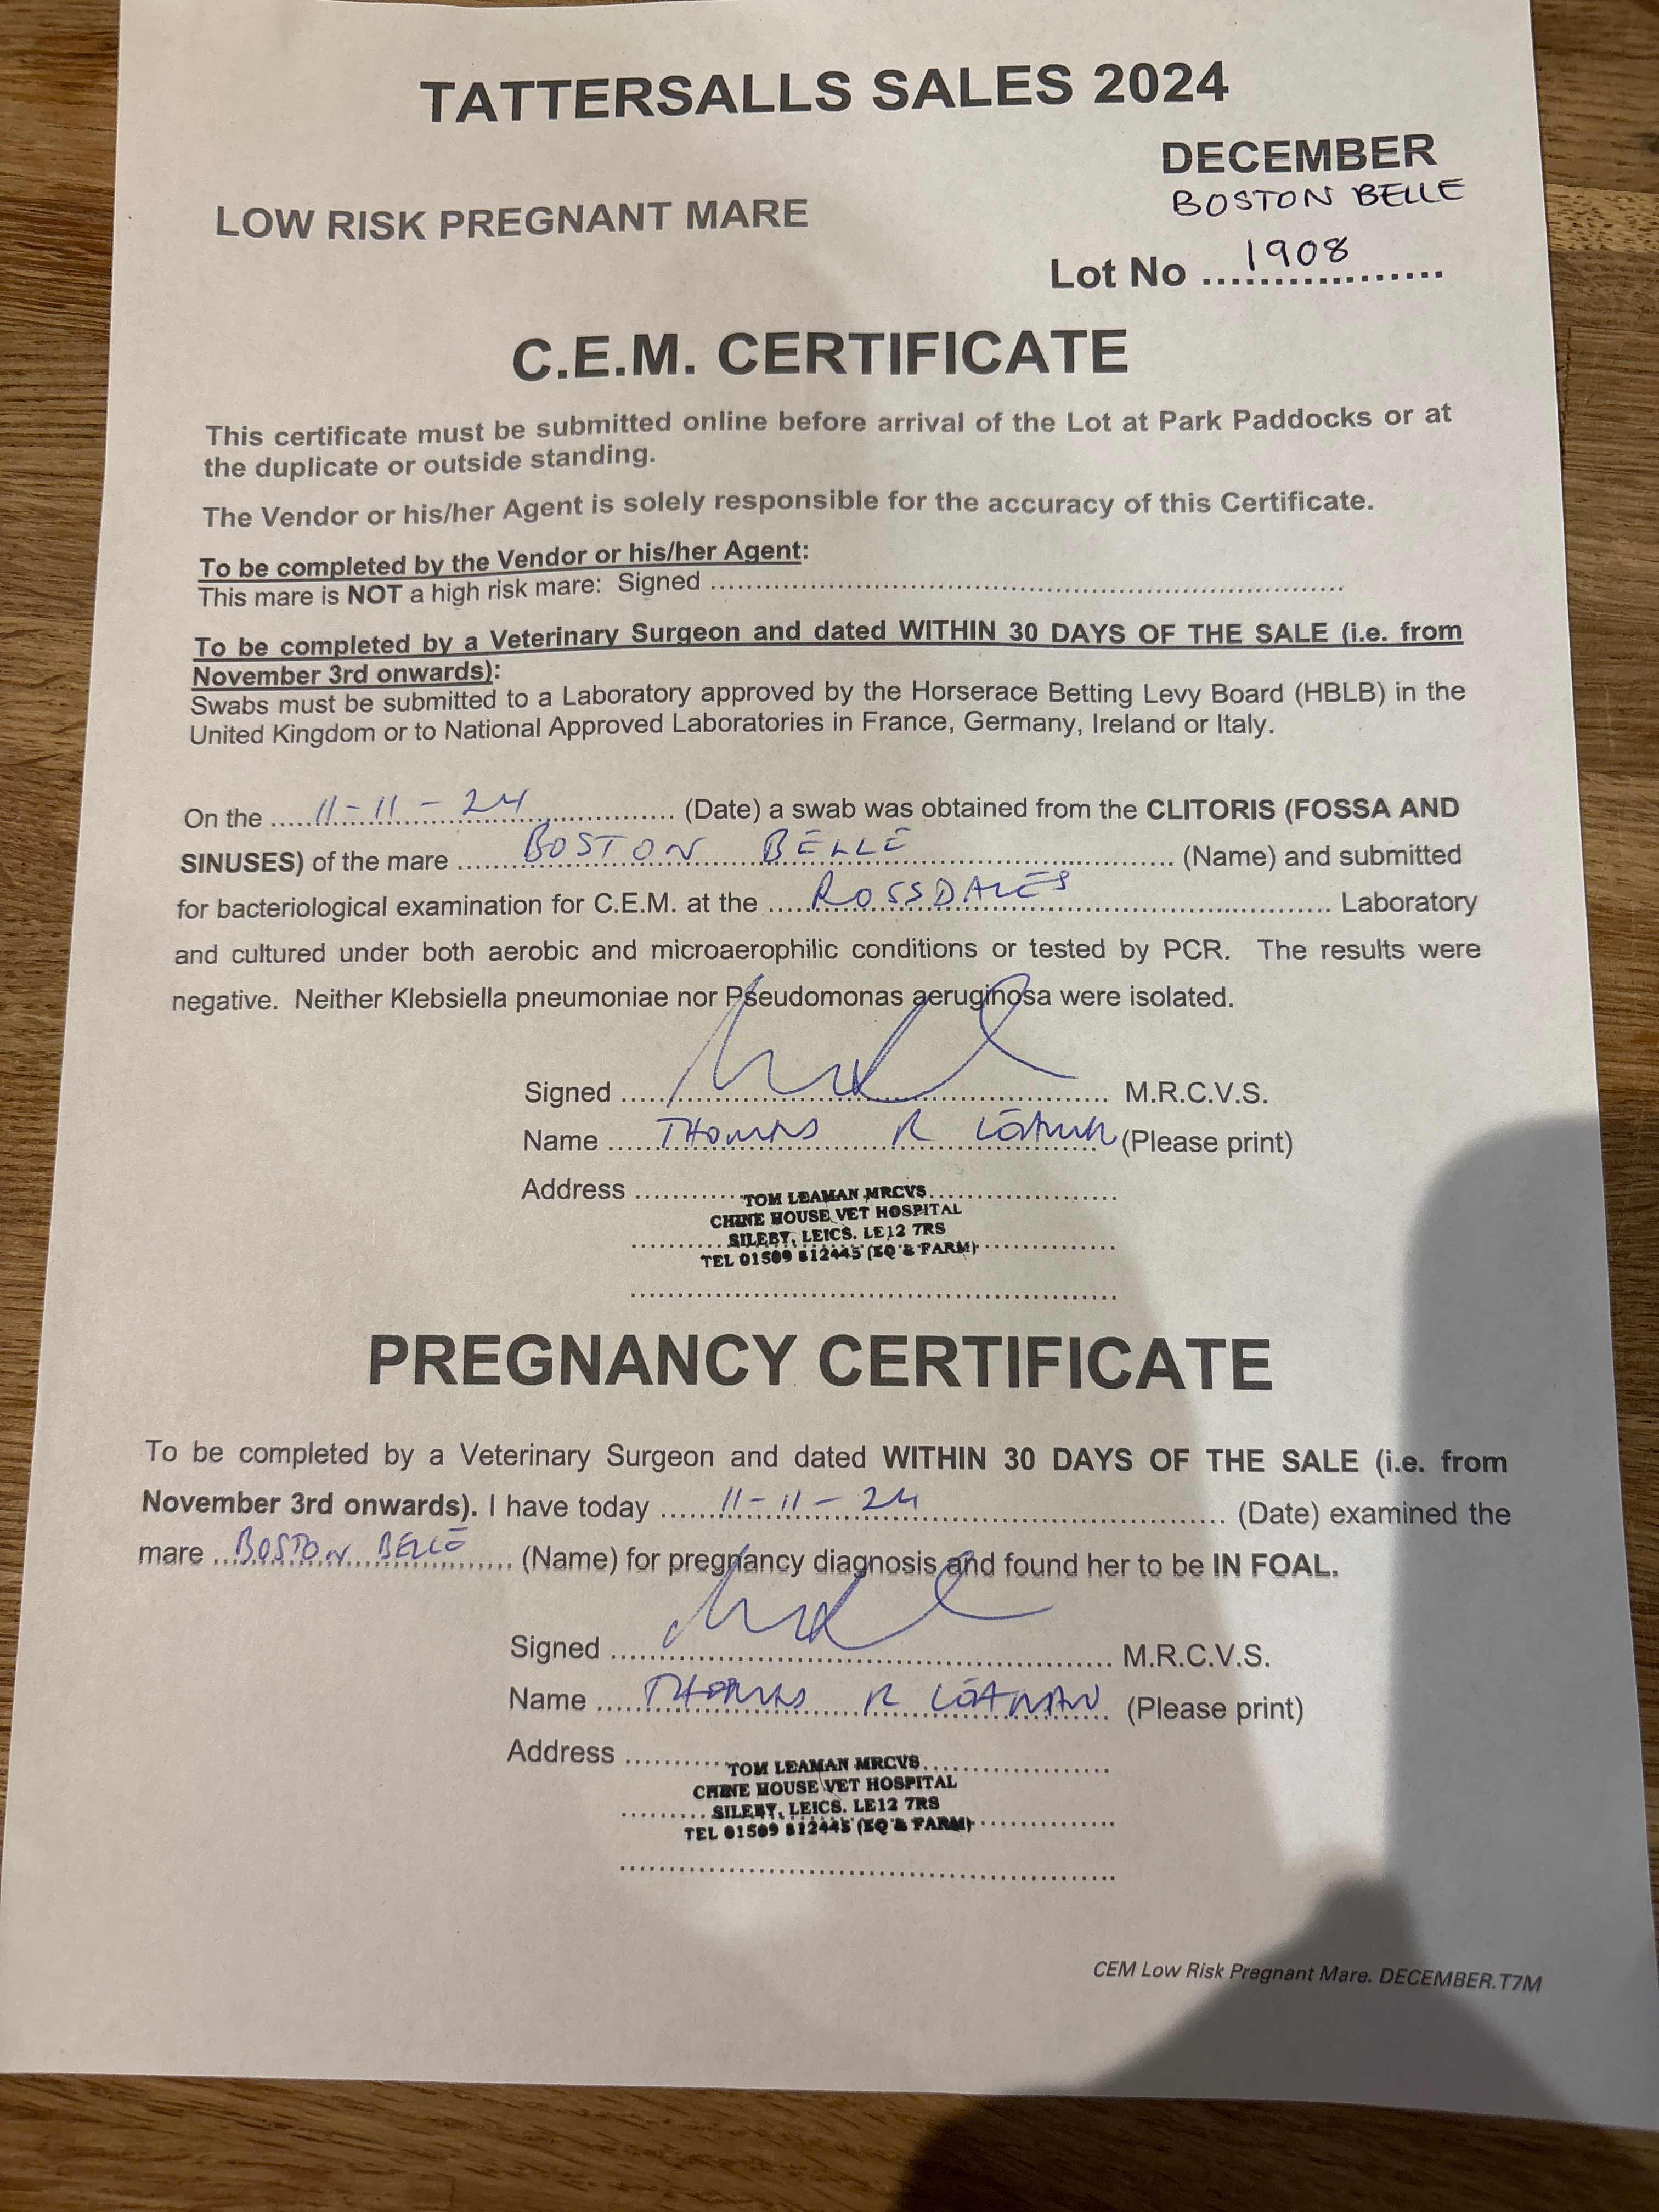 TATTERSALLS SALES 2024
DECEMBER
BOSTON BELLE
LOW RISK PREGNANT MARE
Lot No ....1908....
C.E.M. CERTIFICATE
This certificate must be submitted online before arrival of the Lot at Park Paddocks or at
the duplicate or outside standing.
The Vendor or his/her Agent is solely responsible for the accuracy of this Certificate.
To be completed by the Vendor or his/her Agent:
This mare is NOT a high risk mare: Signed ....................
To be completed by a Veterinary Surgeon and dated WITHIN 30 DAYS OF THE SALE (i.e. from
November 3rd onwards):
Swabs must be submitted to a Laboratory approved by the Horserace Betting Levy Board (HBLB) in the
United Kingdom or to National Approved Laboratories in France, Germany, Ireland or Italy.
On the .....11-11-24..... (Date) a swab was obtained from the CLITORIS (FOSSA AND
SINUSES) of the mare .....BOSTON BELLE..... (Name) and submitted
for bacteriological examination for C.E.M. at the .....ROSSDALES..... Laboratory
and cultured under both aerobic and microaerophilic conditions or tested by PCR. The results were
negative. Neither Klebsiella pneumoniae nor Pseudomonas aeruginosa were isolated.
Signed .................... M.R.C.V.S.
Name .....THOMAS R LEAMAN (Please print)
Address ....................
TOM LEAMAN MRCVS
CHINE HOUSE VET HOSPITAL
SILEBY, LEICS. LE12 7RS
TEL 01509 812445 (EQ & FARM)
PREGNANCY CERTIFICATE
To be completed by a Veterinary Surgeon and dated WITHIN 30 DAYS OF THE SALE (i.e. from
November 3rd onwards). I have today .....11-11-24..... (Date) examined the
mare ...BOSTON BELLE..... (Name) for pregnancy diagnosis and found her to be IN FOAL.
Signed .................... M.R.C.V.S.
Name .....THOMAS R LEAMAN (Please print)
Address ....................
TOM LEAMAN MRCVS
CHINE HOUSE VET HOSPITAL
SILEBY, LEICS. LE12 7RS
TEL 01509 812445 (EQ & FARM)
CEM Low Risk Pregnant Mare. DECEMBER.T7M